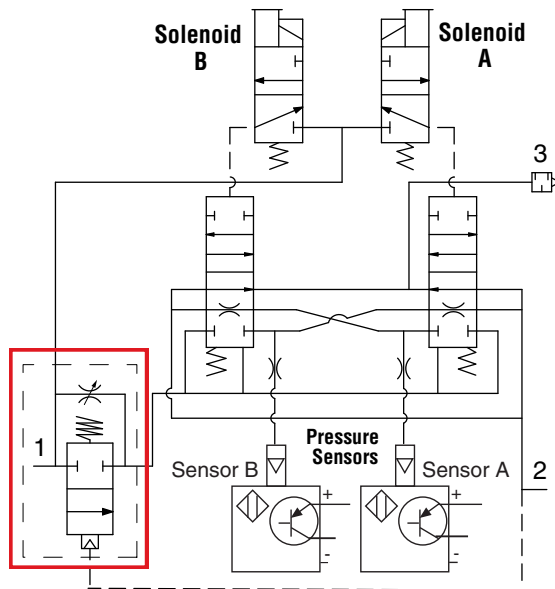 Solenoid
B
Solenoid
A
3
1
Pressure
Sensors
Sensor B
Sensor A
2
+
-
+
-